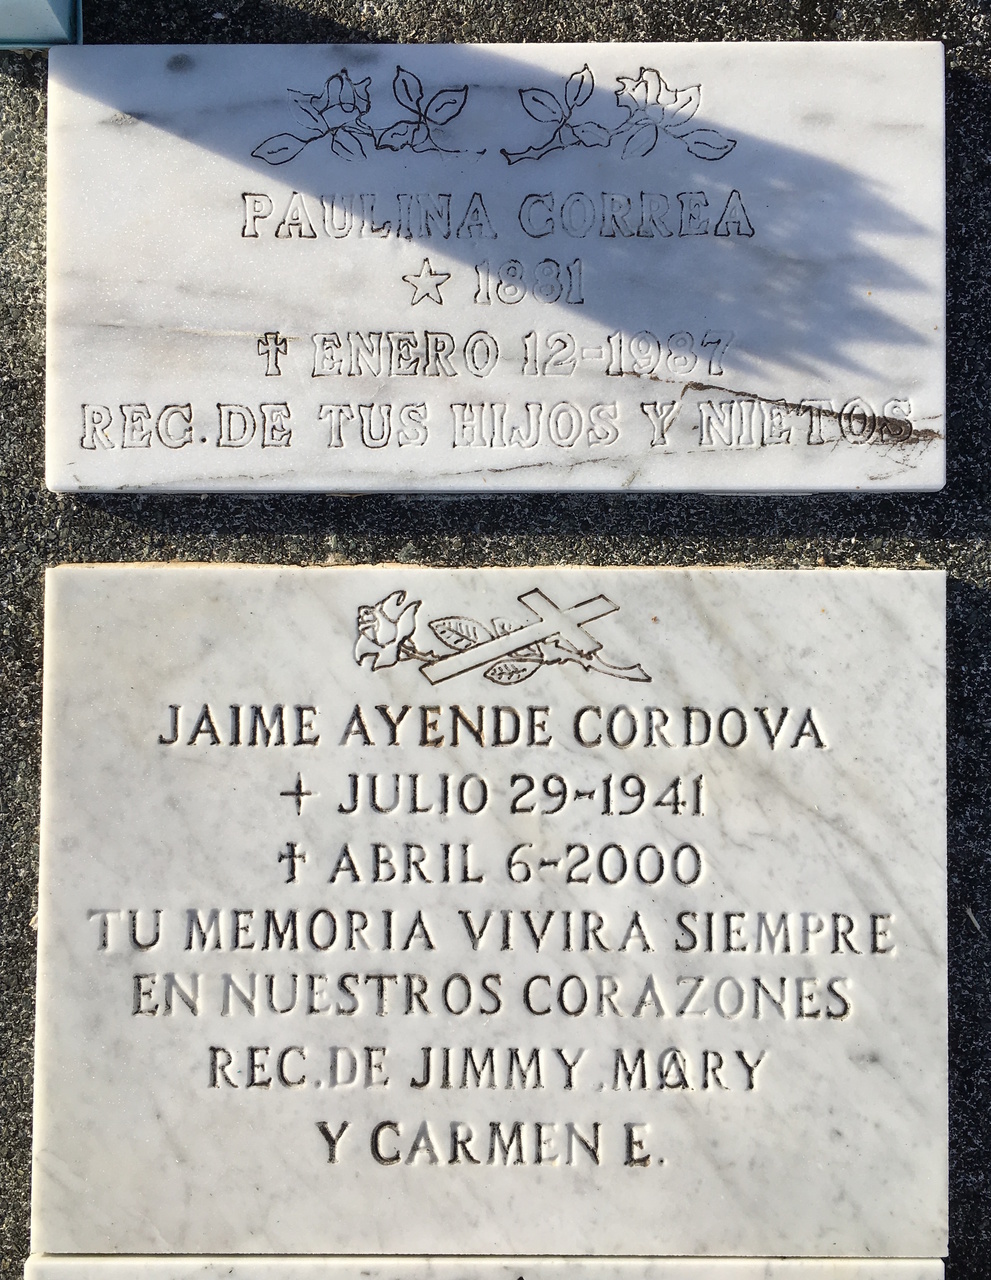 PAULINA CORREA
☆ 1881
✝ ENERO 12-1987
REC. DE TUS HIJOS Y NIETOS
JAIME AYENDE CORDOVA
+ JULIO 29-1941
✝ ABRIL 6-2000
TU MEMORIA VIVIRA SIEMPRE
EN NUESTROS CORAZONES
REC. DE JIMMY, MARY
Y CARMEN E.